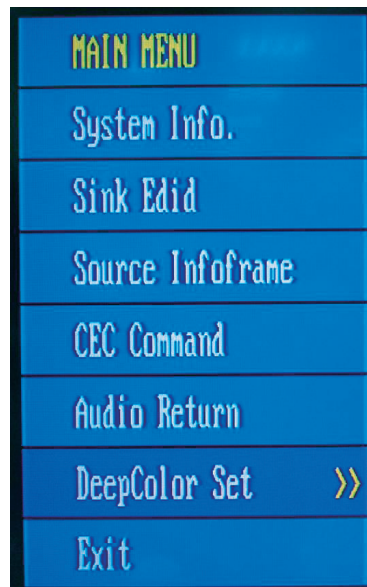 MAIN MENU
System Info.
Sink Edid
Source Infoframe
CEC Command
Audio Return
DeepColor Set »
Exit